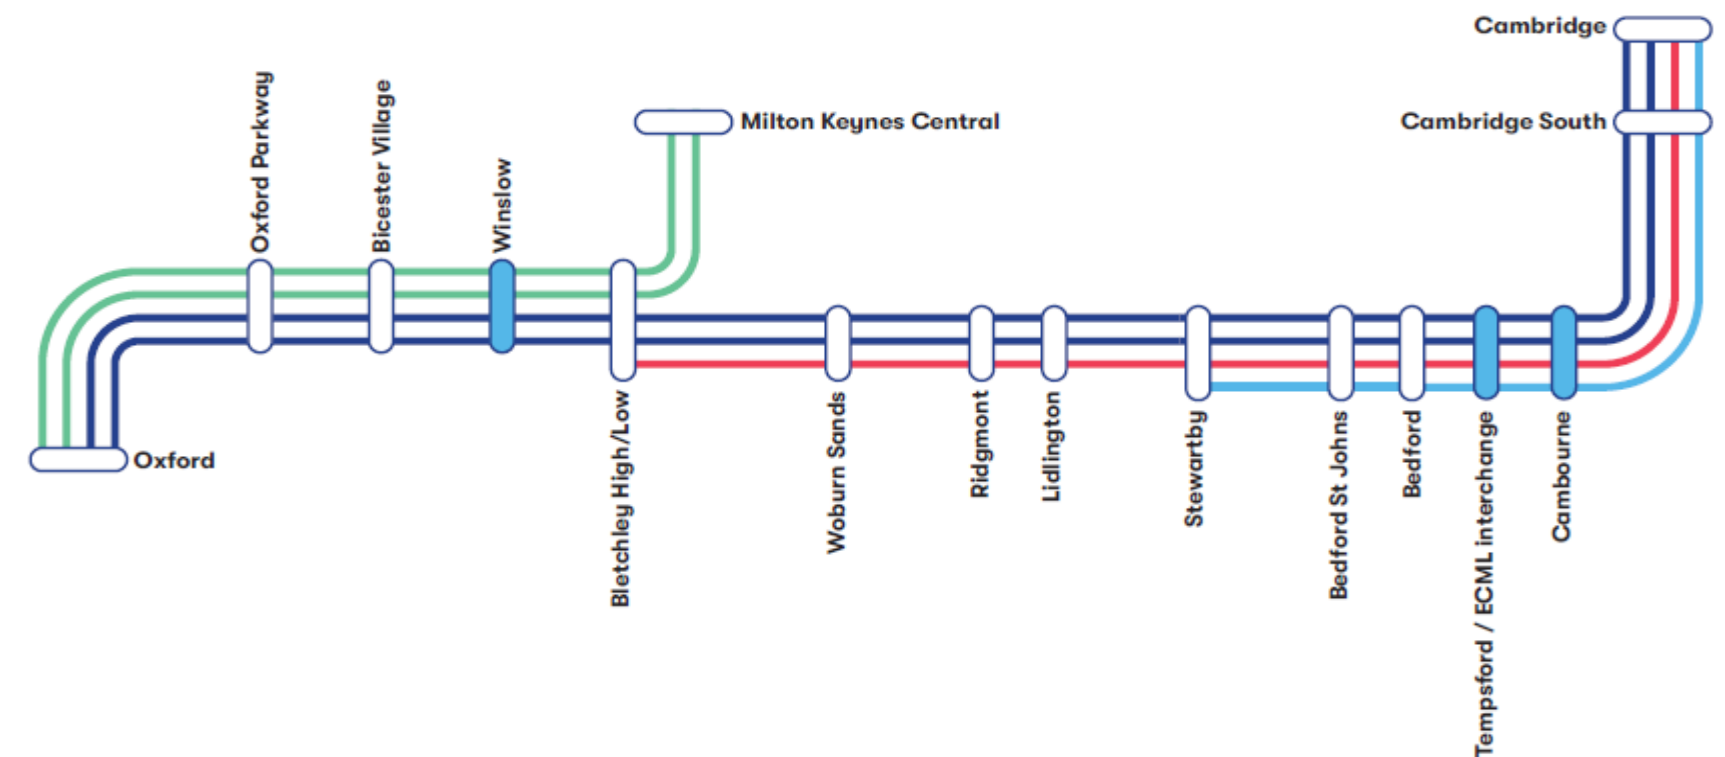 Cambridge
Cambridge South
Milton Keynes Central
Oxford Parkway
Bicester Village
Winslow
Oxford
Bletchley High/Low
Woburn Sands
Ridgmont
Lidlington
Stewartby
Bedford St Johns
Bedford
Tempsford / ECML interchange
Cambourne